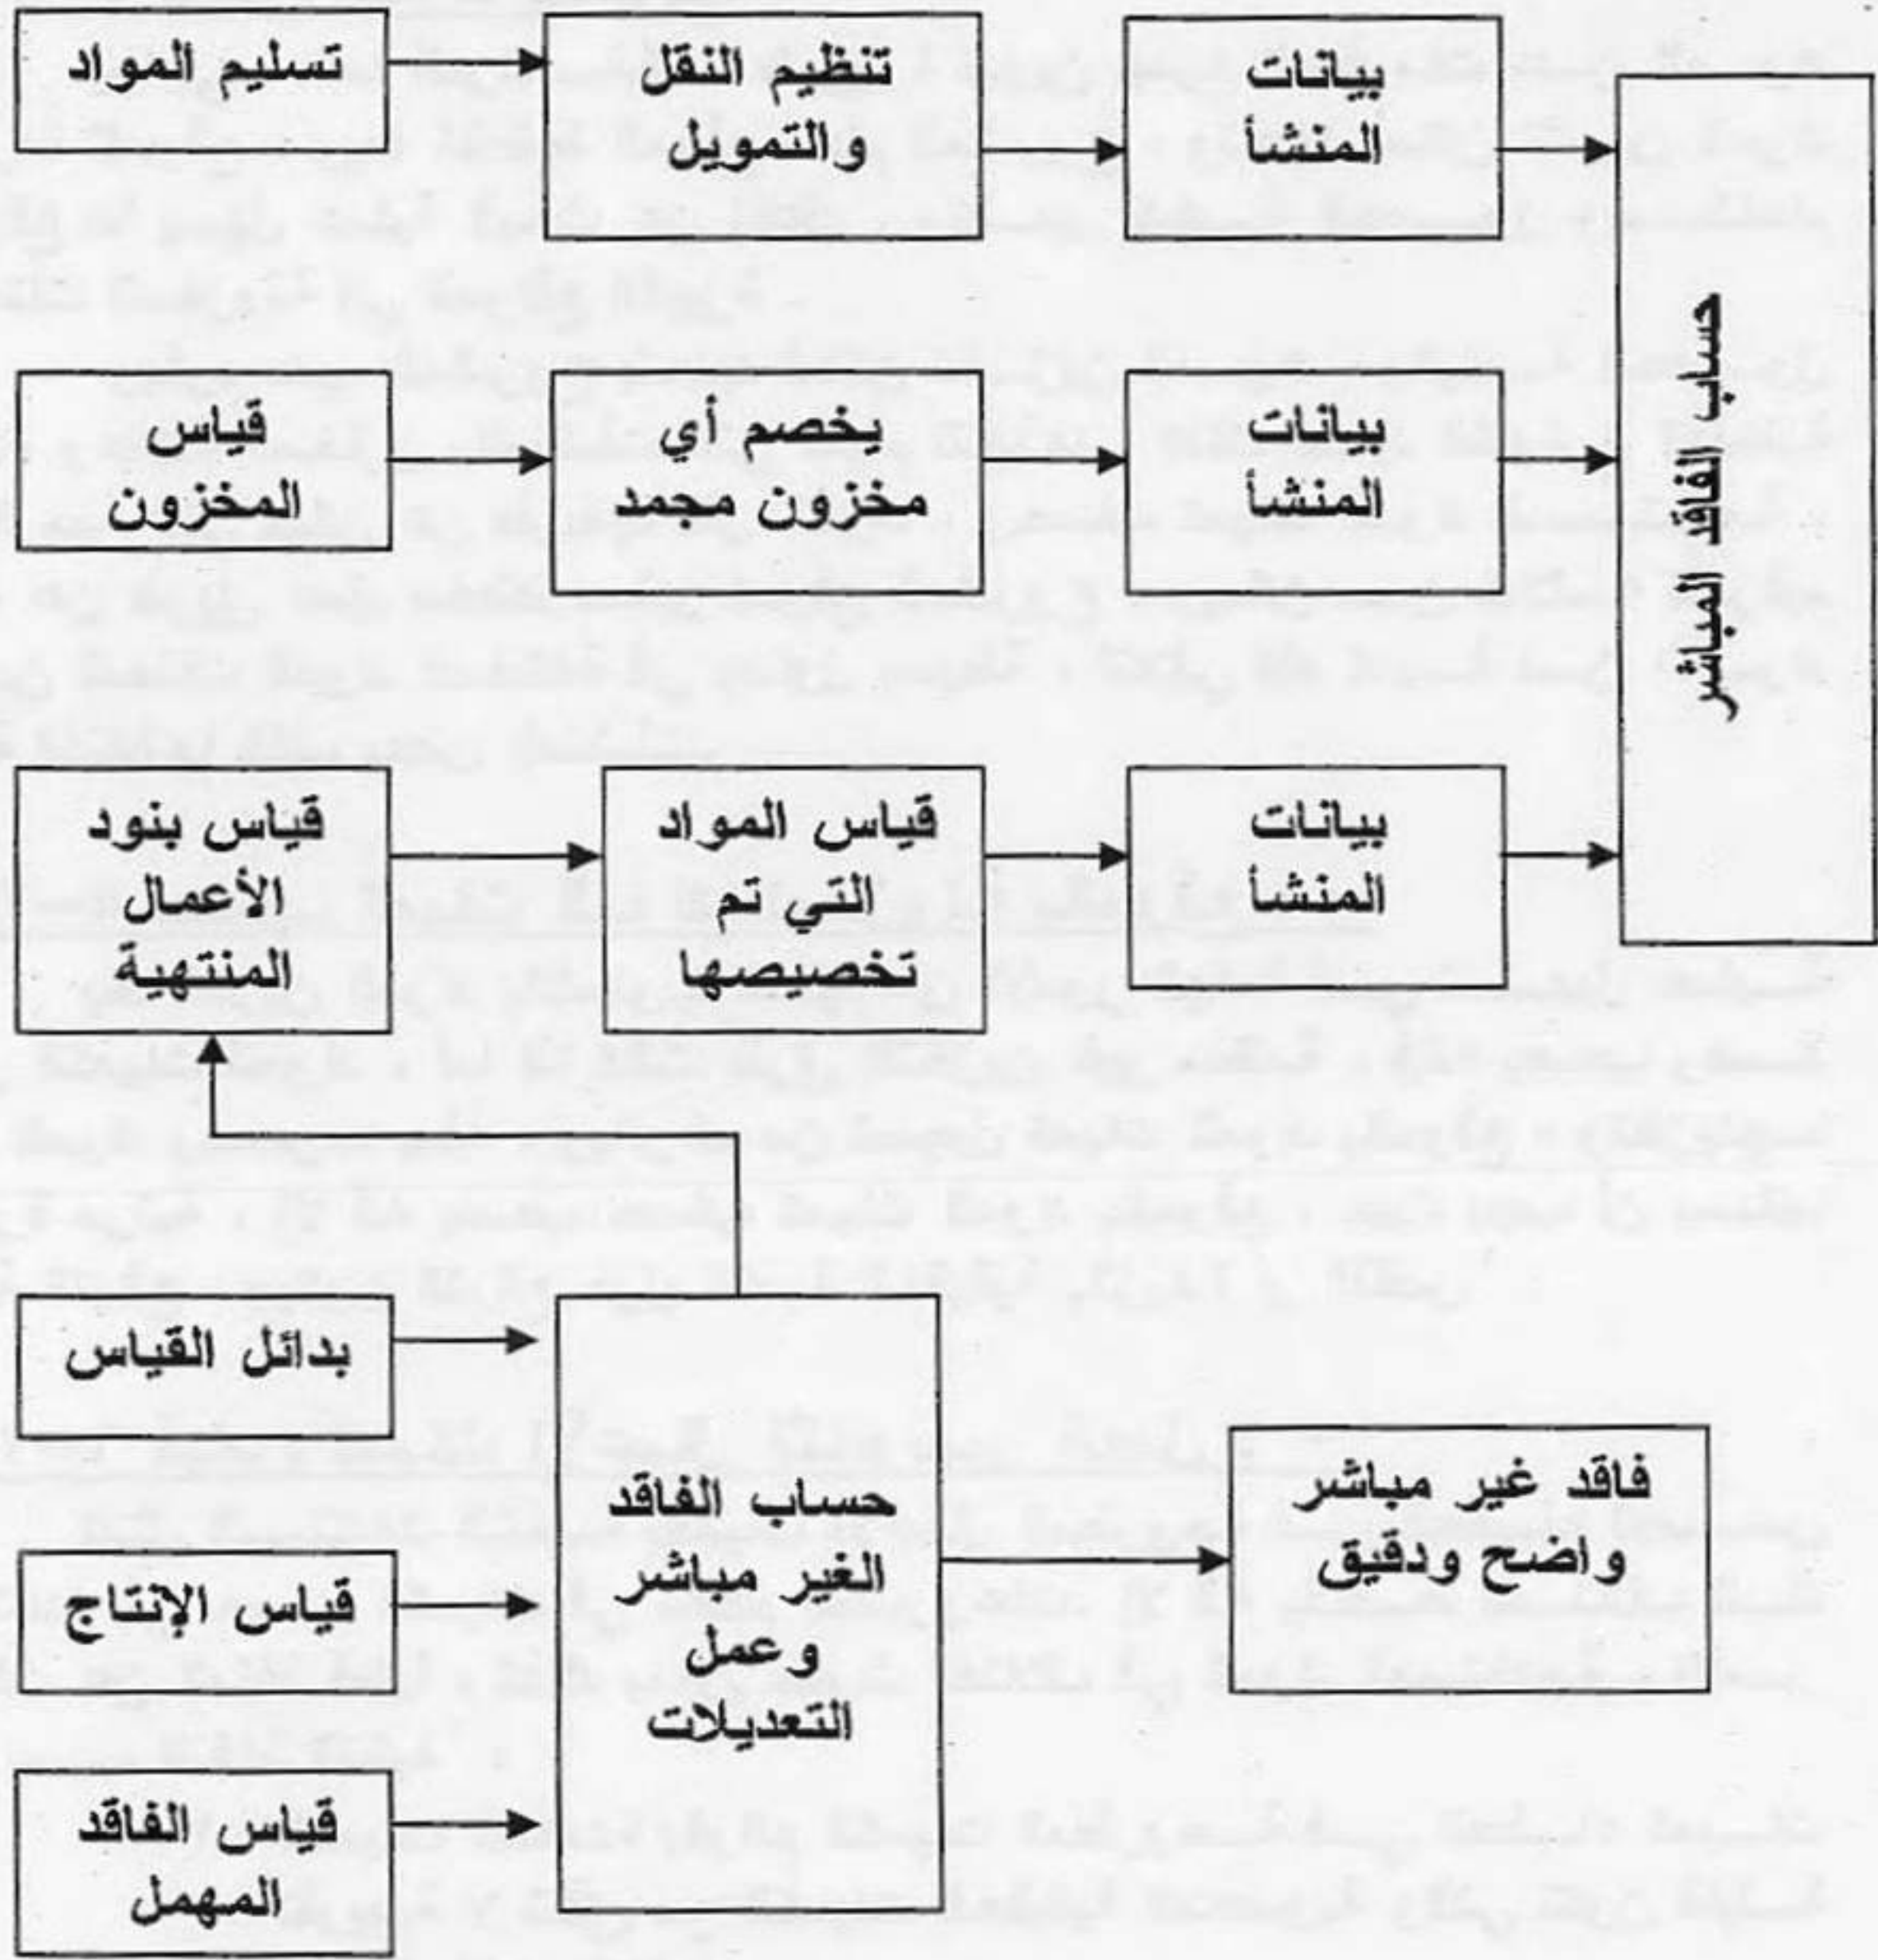 تسليم المواد
تنظيم النقل
والتمويل
بيانات
المنشأ
حساب الفاقد المباشر
قياس
المخزون
يخصم أي
مخزون مجمد
بيانات
المنشأ
قياس بنود
الأعمال
المنتهية
قياس المواد
التي تم
تخصيصها
بيانات
المنشأ
بدائل القياس
قياس الإنتاج
قياس الفاقد
المهمل
حساب الفاقد
الغير مباشر
وعمل
التعديلات
فاقد غير مباشر
واضح ودقيق